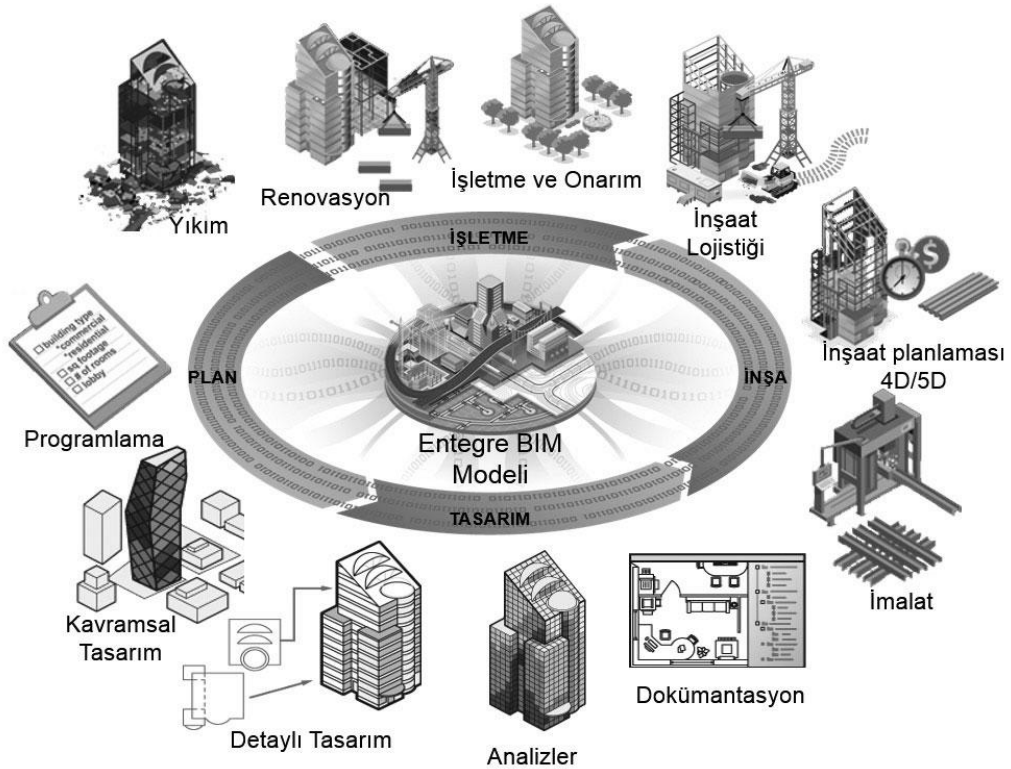 Yıkım
Renovasyon
İşletme ve Onarım
İnşaat
Lojistiği
İnşaat planlaması
4D/5D
İmalat
Dokümantasyon
Analizler
Detaylı Tasarım
Kavramsal
Tasarım
Programlama
building type
*commercial
*residential
sq footage
# of rooms
lobby
İŞLETME
PLAN
İNŞA
TASARIM
Entegre BIM
Modeli
$